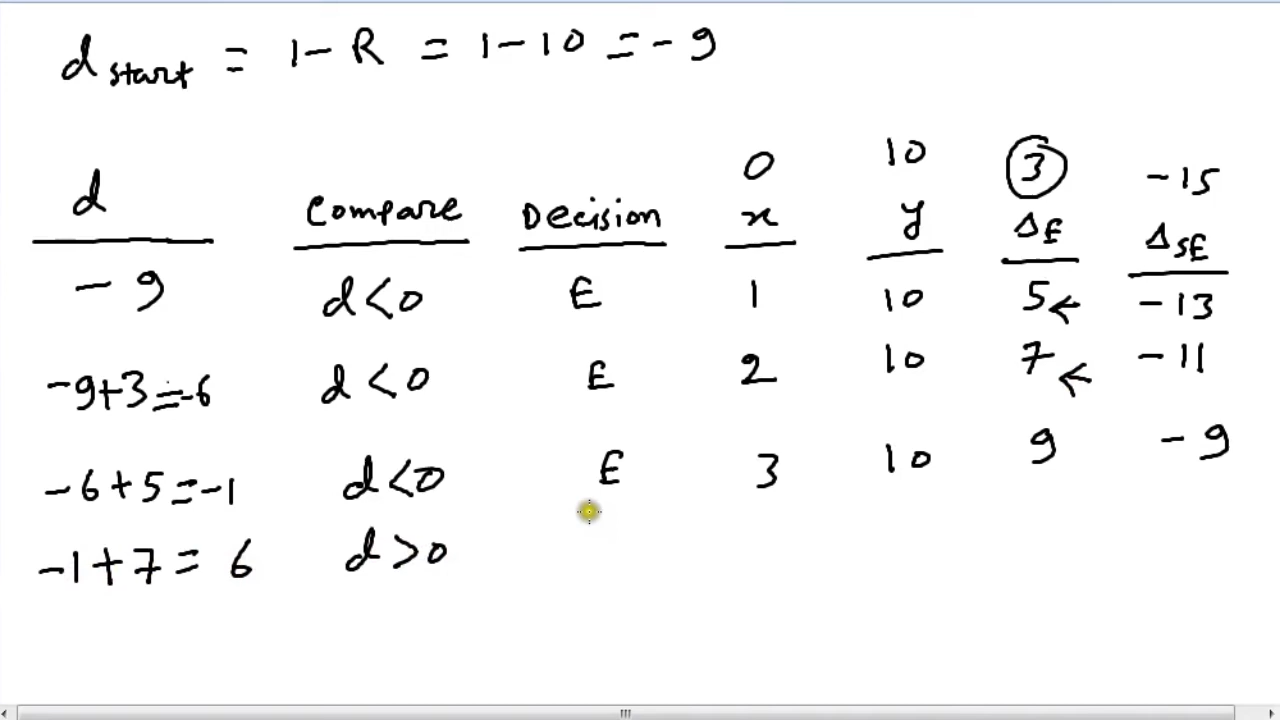 d start = 1 - R = 1 - 10 = - 9
0 10 3 - 15
d Compare Decision x y ΔE ΔSE
- 9 d < 0 E 1 10 5 ← - 13
-9+3=-6 d < 0 E 2 10 7 ← - 11
-6+5=-1 d < 0 E 3 10 9 - 9
-1+7= 6 d > 0